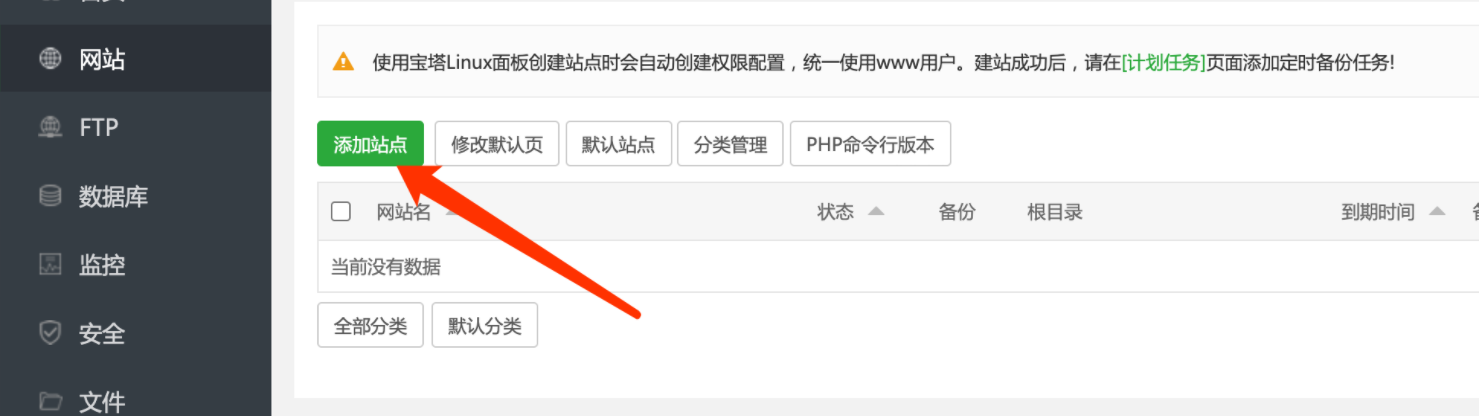 网站
使用宝塔Linux面板创建站点时会自动创建权限配置，统一使用www用户。建站成功后，请在[计划任务]页面添加定时备份任务!
FTP
添加站点 修改默认页 默认站点 分类管理 PHP命令行版本
数据库
网站名 状态 备份 根目录 到期时间
监控
当前没有数据
安全
全部分类 默认分类
文件